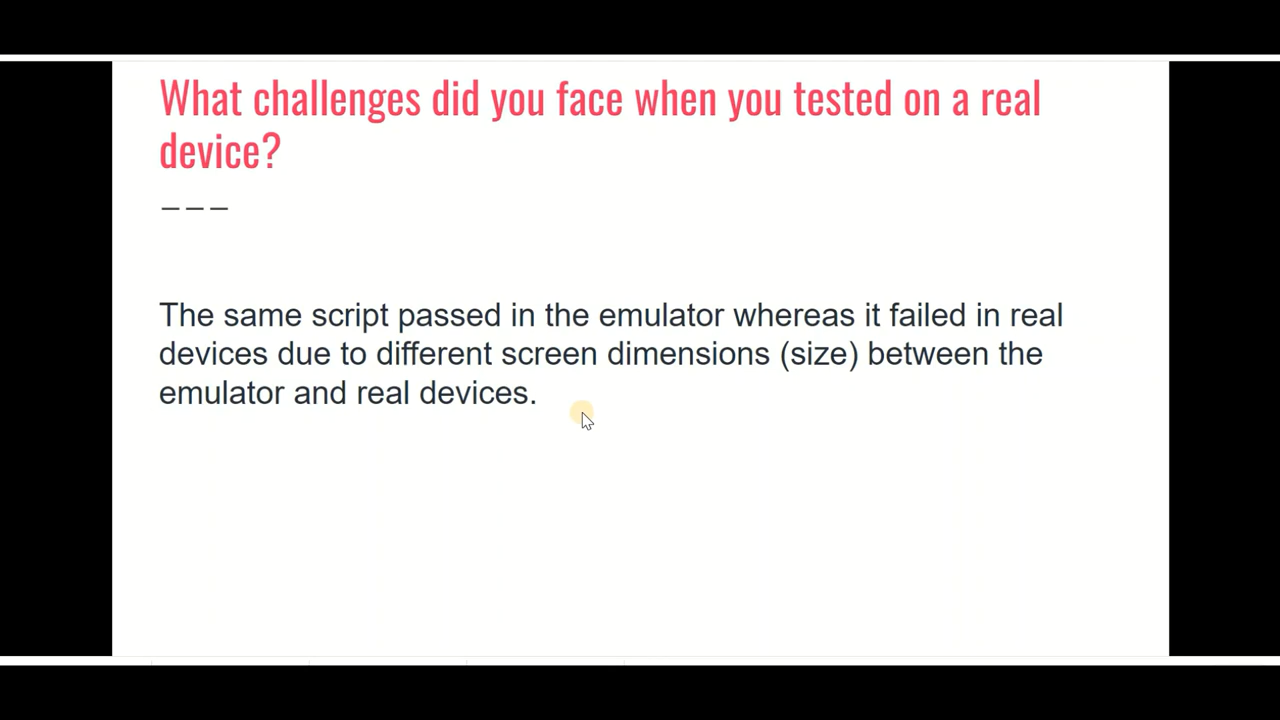 What challenges did you face when you tested on a real
device?
The same script passed in the emulator whereas it failed in real
devices due to different screen dimensions (size) between the
emulator and real devices.